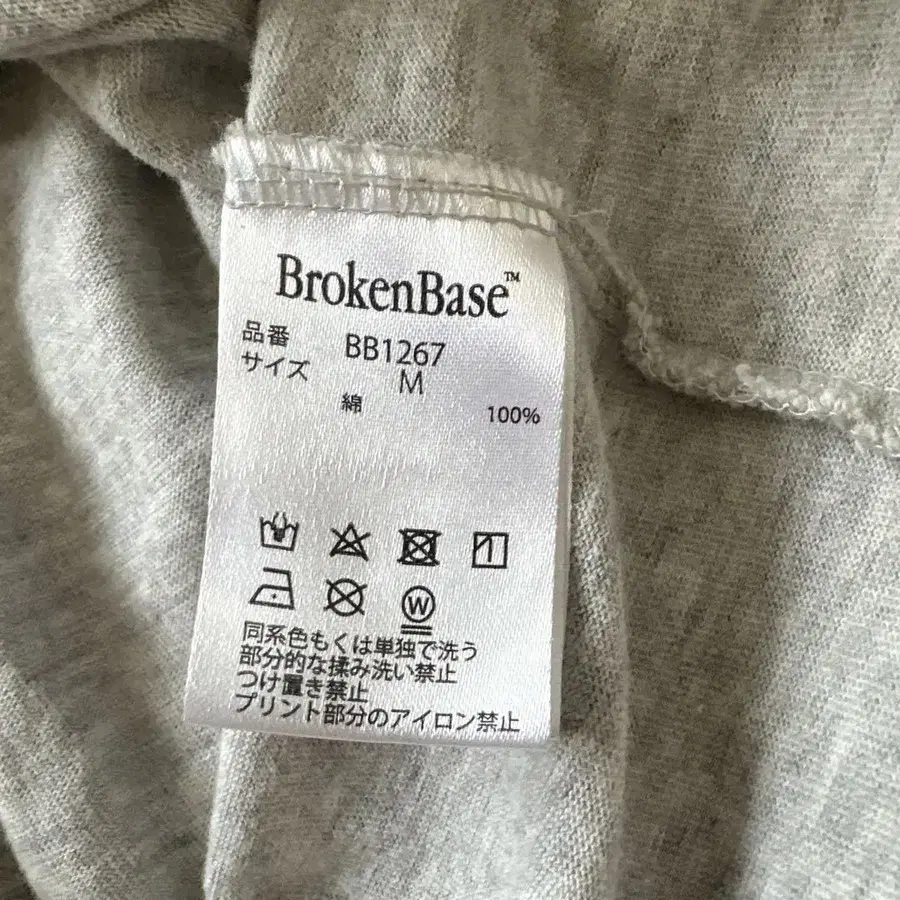 BrokenBase™
品番 BB1267
サイズ M
綿 100%
W
同系色もくは単独で洗う
部分的な揉み洗い禁止
つけ置き禁止
プリント部分のアイロン禁止